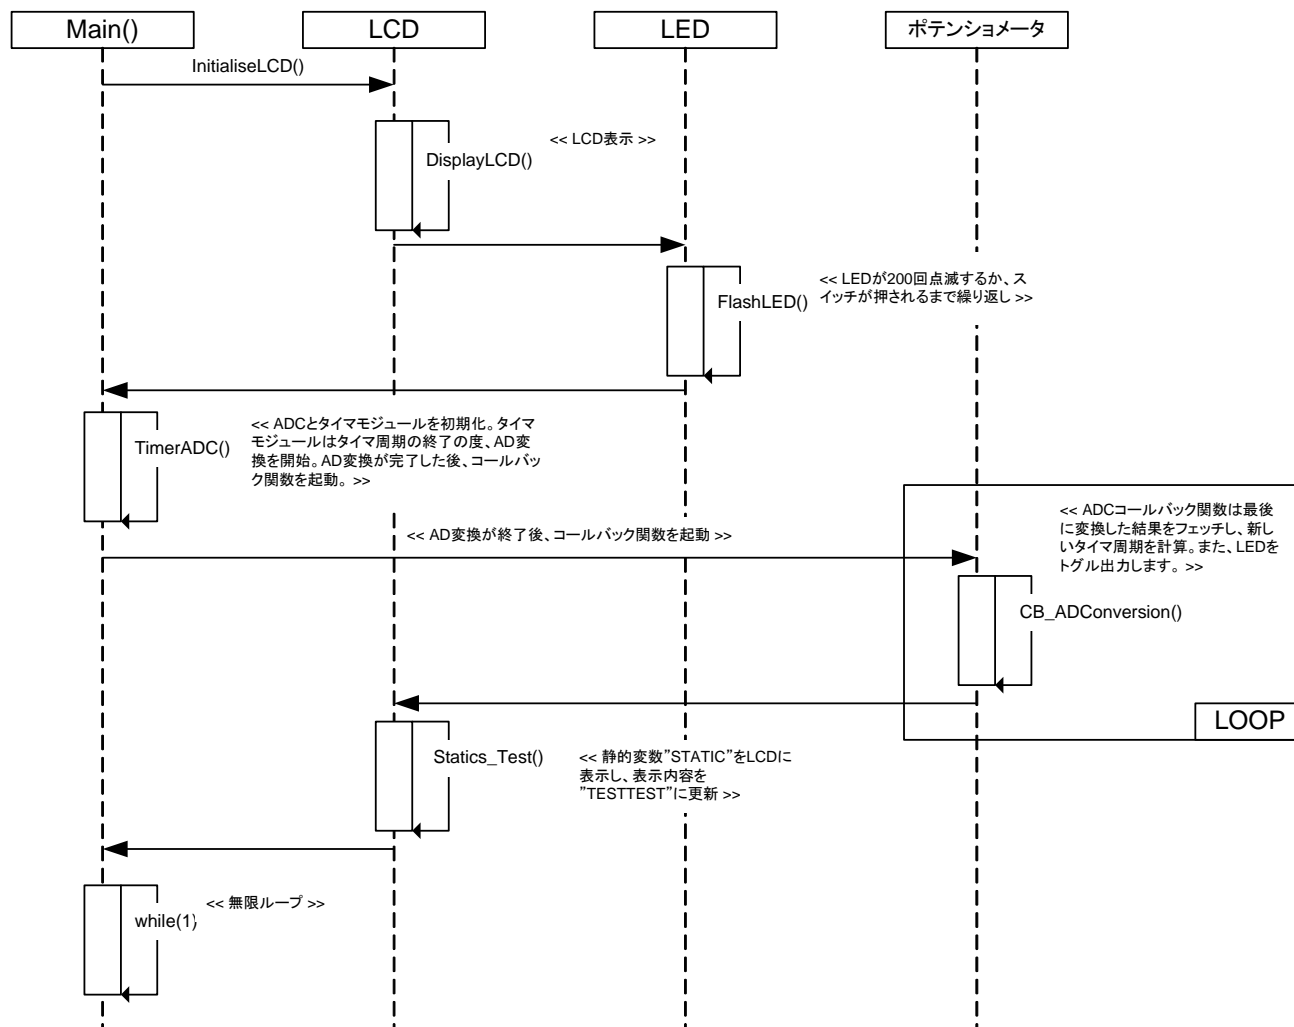 Main()
LCD
LED
ポテンショメータ
InitialiseLCD()
<< LCD表示 >>
DisplayLCD()
<< LEDが200回点滅するか、ス
イッチが押されるまで繰り返し >>
FlashLED()
<< ADCとタイマモジュールを初期化。タイマ
モジュールはタイマ周期の終了の度、AD変
換を開始。AD変換が完了した後、コールバッ
ク関数を起動。 >>
TimerADC()
<< AD変換が終了後、コールバック関数を起動 >>
<< ADCコールバック関数は最後
に変換した結果をフェッチし、新し
いタイマ周期を計算。また、LEDを
トグル出力します。 >>
CB_ADConversion()
LOOP
Statics_Test()
<< 静的変数”STATIC”をLCDに
表示し、表示内容を
”TESTTEST”に更新 >>
<< 無限ループ >>
while(1)